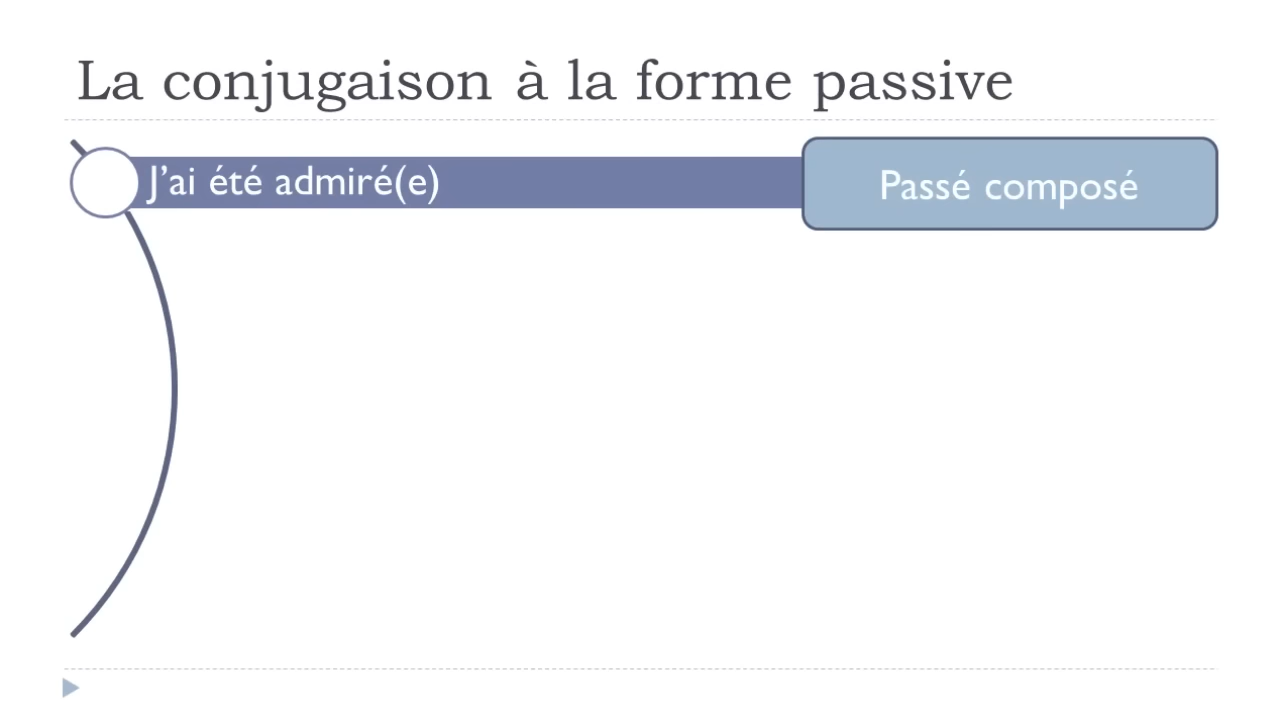 La conjugaison à la forme passive
J'ai été admiré(e)
Passé composé